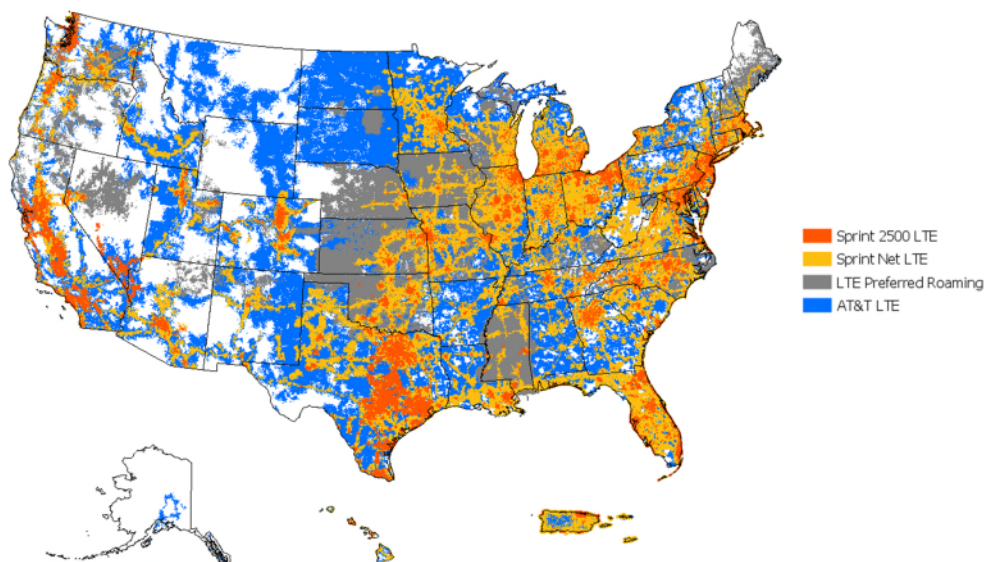 Sprint 2500 LTE
Sprint Net LTE
LTE Preferred Roaming
AT&T LTE